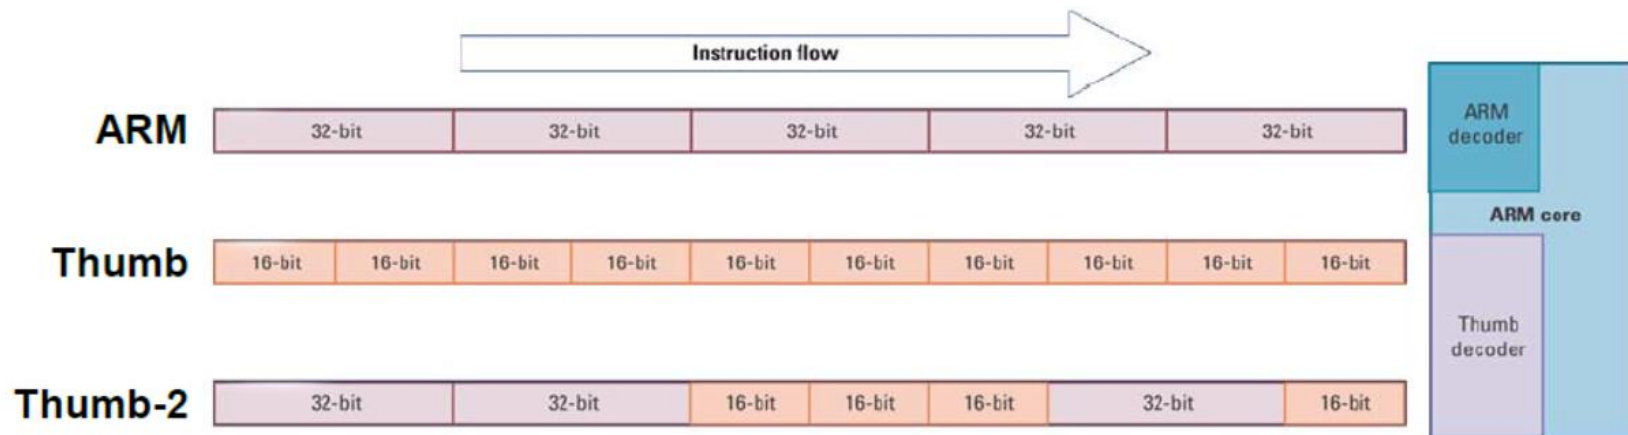 Instruction flow
ARM 32-bit 32-bit 32-bit 32-bit 32-bit
Thumb 16-bit 16-bit 16-bit 16-bit 16-bit 16-bit 16-bit 16-bit 16-bit 16-bit
Thumb-2 32-bit 32-bit 16-bit 16-bit 16-bit 32-bit 16-bit
ARM
decoder
ARM core
Thumb
decoder